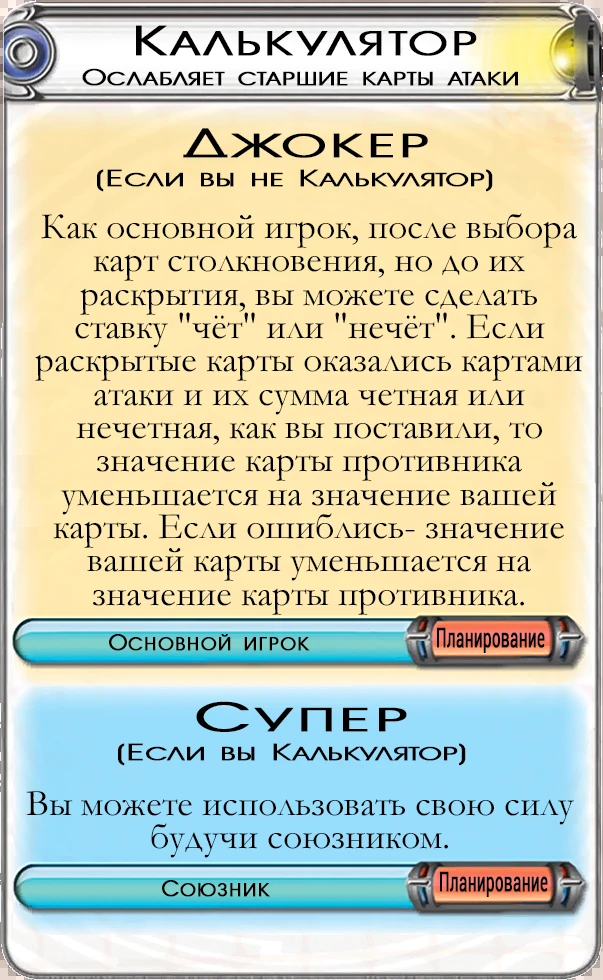 Калькулятор
Ослабляет старшие карты атаки
Джокер
(Если вы не Калькулятор)
Как основной игрок, после выбора
карт столкновения, но до их
раскрытия, вы можете сделать
ставку "чёт" или "нечёт". Если
раскрытые карты оказались картами
атаки и их сумма четная или
нечетная, как вы поставили, то
значение карты противника
уменьшается на значение вашей
карты. Если ошиблись- значение
вашей карты уменьшается на
значение карты противника.
Основной игрок
Планирование
Супер
(Если вы Калькулятор)
Вы можете использовать свою силу
будучи союзником.
Союзник
Планирование